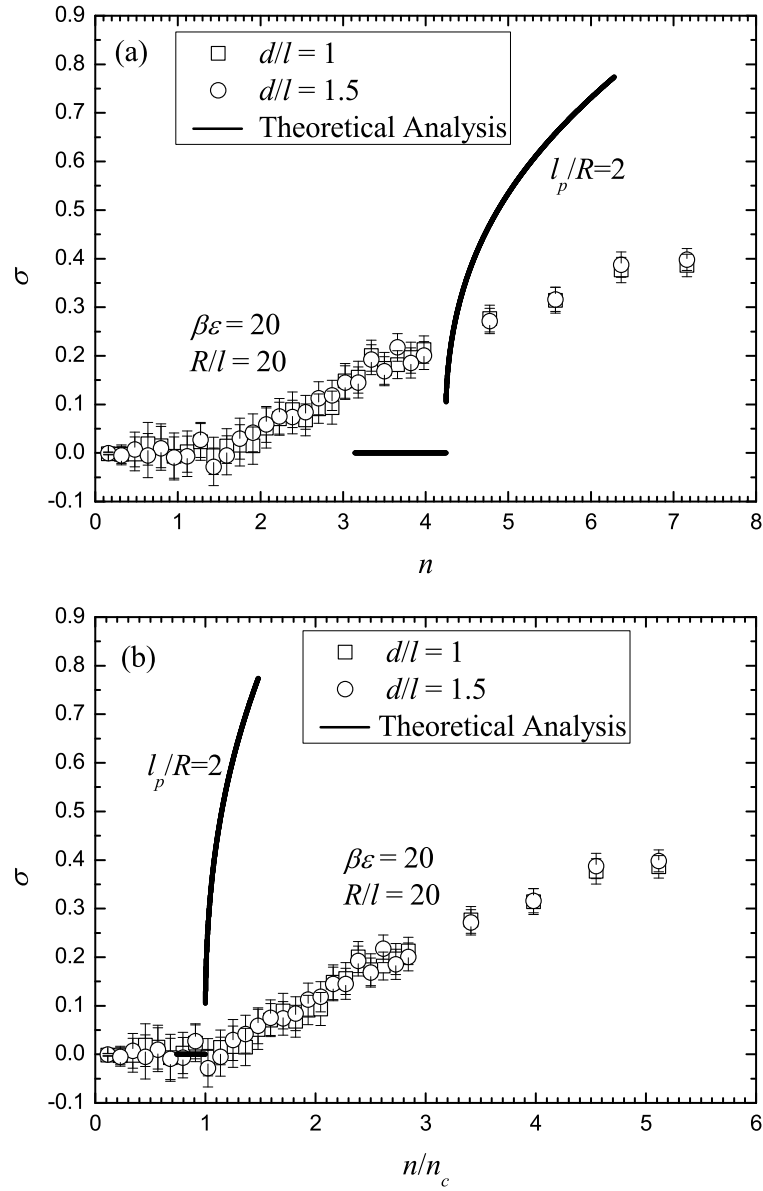 0.9
(a)
d/l = 1
0.8
d/l = 1.5
0.7
Theoretical Analysis
0.6
l_p/R=2
0.5
0.4
σ
0.3
βε = 20
0.2
R/l = 20
0.1
0.0
-0.1
0 1 2 3 4 5 6 7 8
n
0.9
(b)
d/l = 1
0.8
d/l = 1.5
0.7
Theoretical Analysis
0.6
l_p/R=2
0.5
0.4
βε = 20
σ
0.3
R/l = 20
0.2
0.1
0.0
-0.1
0 1 2 3 4 5 6
n/n_c